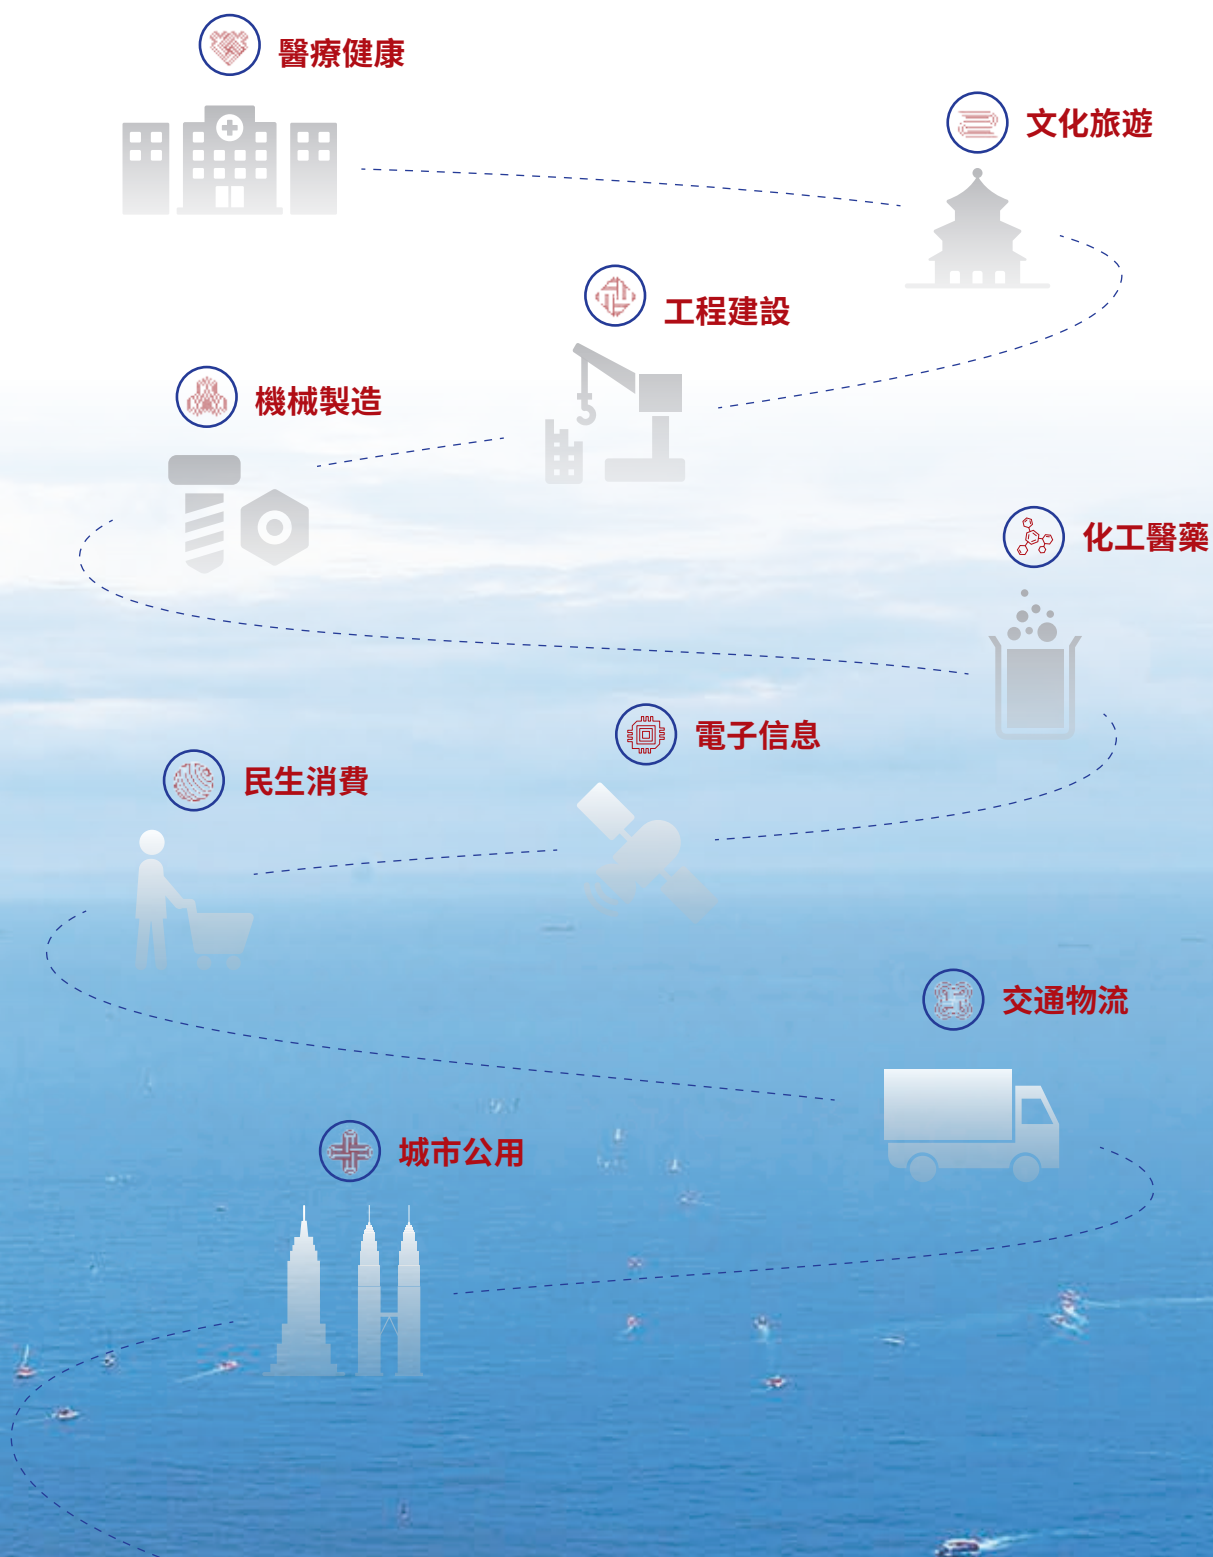 醫療健康
文化旅遊
工程建設
機械製造
化工醫藥
電子信息
民生消費
交通物流
城市公用